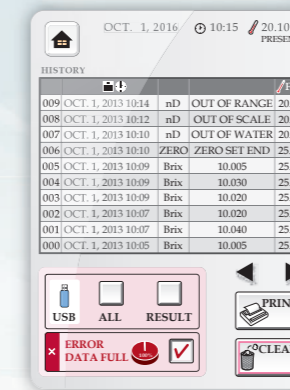 OCT. 1, 2016 10:15 20.10
PRESEN
HISTORY
009 OCT. 1, 2013 10:14 nD OUT OF RANGE 20.
008 OCT. 1, 2013 10:12 nD OUT OF SCALE 20.
007 OCT. 1, 2013 10:10 nD OUT OF WATER 20.
006 OCT. 1, 2013 10:10 ZERO ZERO SET END 25.
005 OCT. 1, 2013 10:09 Brix 10.005 25.
004 OCT. 1, 2013 10:09 Brix 10.030 25.
003 OCT. 1, 2013 10:09 Brix 10.020 25.
002 OCT. 1, 2013 10:07 Brix 10.020 25.
001 OCT. 1, 2013 10:07 Brix 10.040 25.
000 OCT. 1, 2013 10:05 Brix 10.005 25.
USB ALL RESULT
PRIN
ERROR
DATA FULL 100%
CLEA